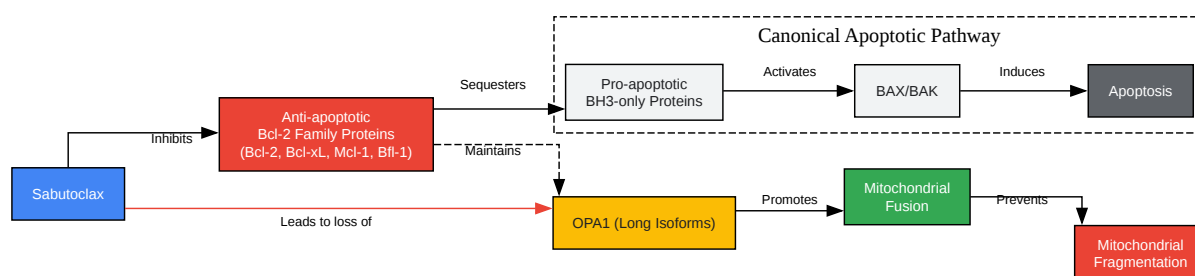 Canonical Apoptotic Pathway
Sequesters
Pro-apoptotic
BH3-only Proteins
Activates
BAX/BAK
Induces
Apoptosis
Anti-apoptotic
Bcl-2 Family Proteins
(Bcl-2, Bcl-xL, Mcl-1, Bfl-1)
Inhibits
Maintains
Sabutoclax
Leads to loss of
OPA1 (Long Isoforms)
Promotes
Mitochondrial
Fusion
Prevents
Mitochondrial
Fragmentation